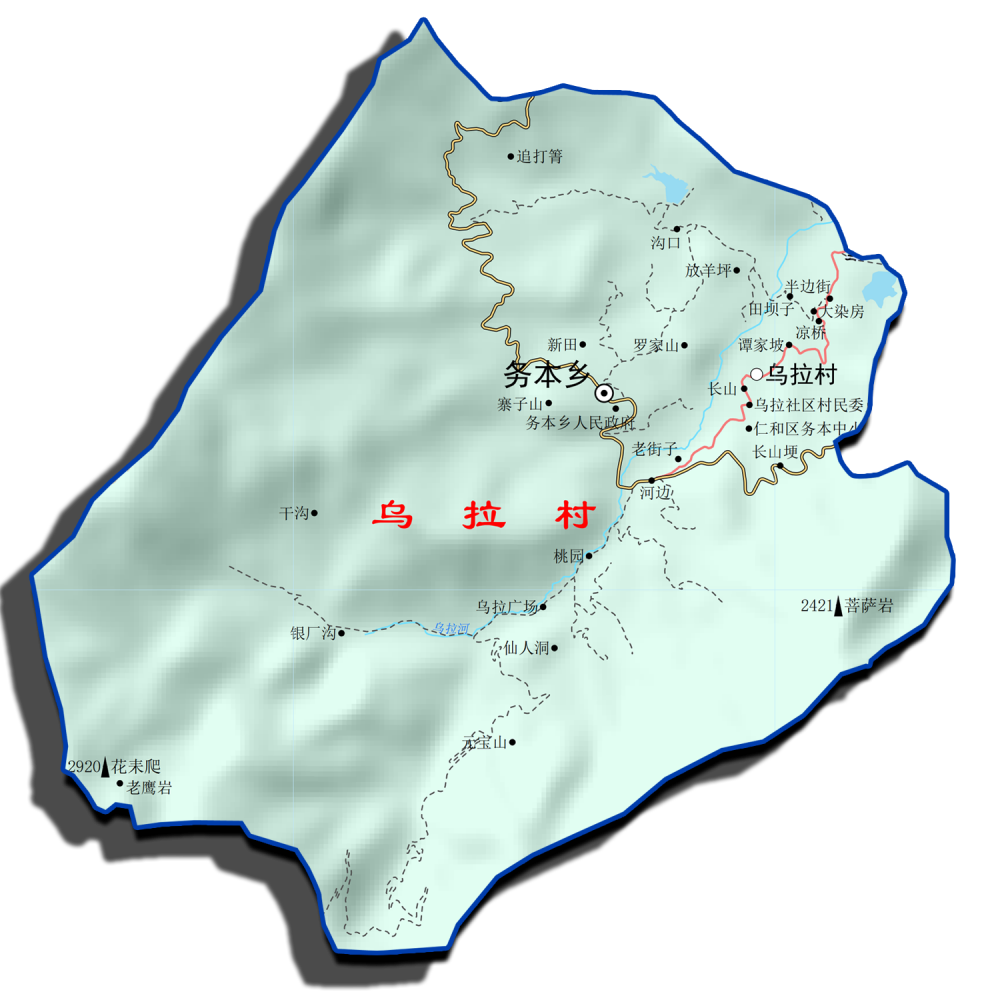 追打箐
沟口
放羊坪
半边街
田坝子
大染房
凉桥
新田
罗家山
谭家坡
务本乡
乌拉村
长山
寨子山
乌拉社区村民委
务本乡人民政府
仁和区务本中小
老街子
长山埂
河边
干沟
乌拉村
桃园
乌拉广场
2421 菩萨岩
银厂沟
乌拉河
仙人洞
元宝山
2920 花耒爬
老鹰岩